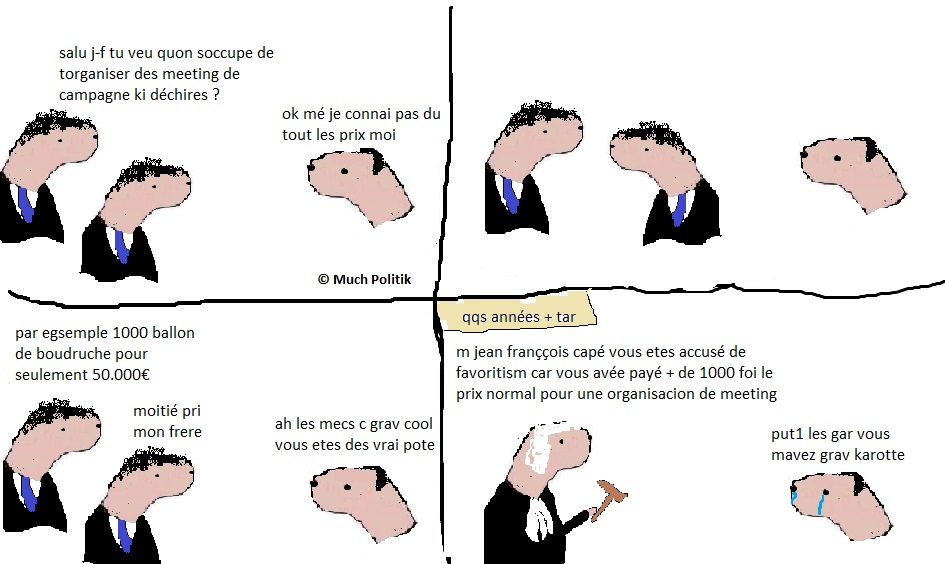 salu j-f tu veu quon soccupe de
torganiser des meeting de
campagne ki déchires ?
ok mé je connai pas du
tout les prix moi
© Much Politik
par egsemple 1000 ballon
de boudruche pour
seulement 50.000€
moitié pri
mon frere
ah les mecs c grav cool
vous etes des vrai pote
qqs années + tar
m jean françcois capé vous etes accusé de
favoritism car vous avée payé + de 1000 foi le
prix normal pour une organisacion de meeting
put1 les gar vous
mavez grav karotte